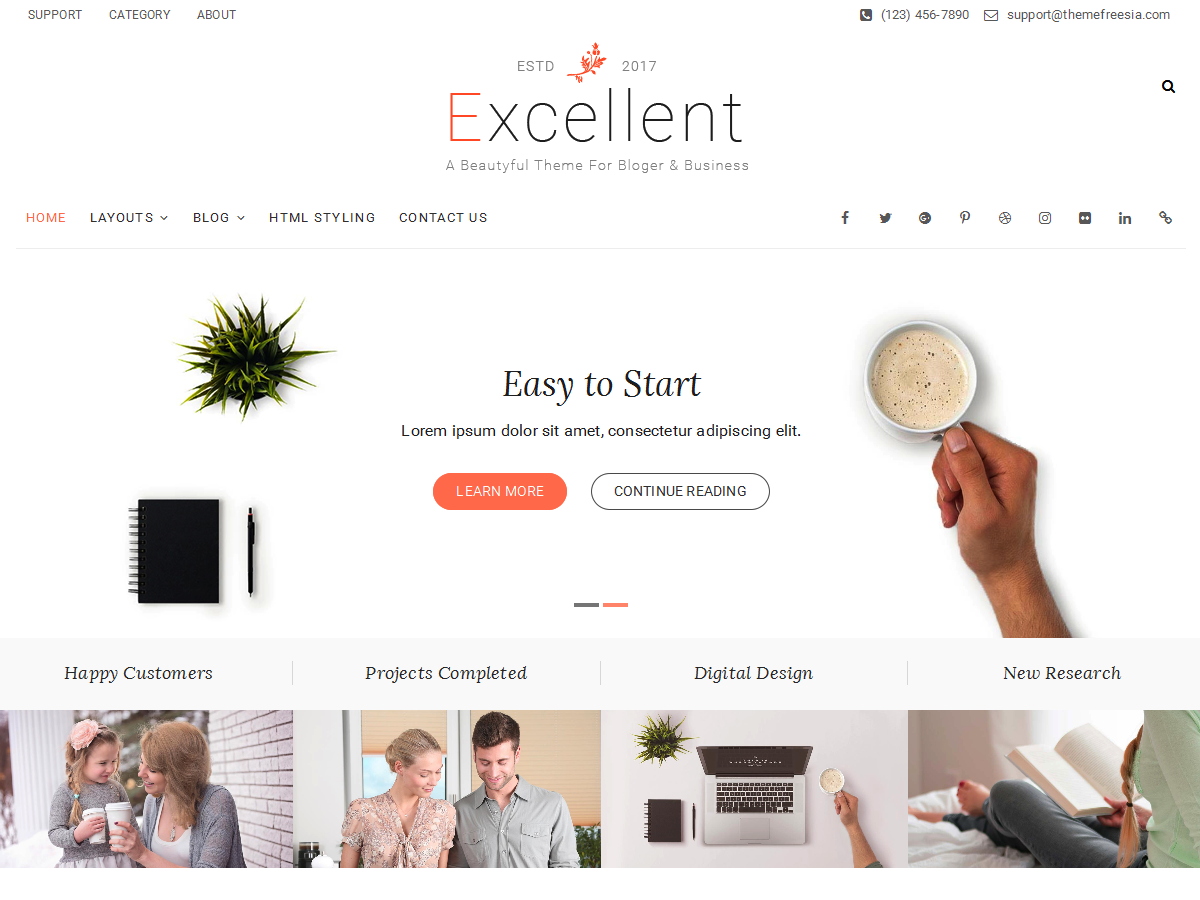 SUPPORT CATEGORY ABOUT (123) 456-7890 support@themefreesia.com
ESTD 2017
Excellent
A Beautyful Theme For Bloger & Business
HOME LAYOUTS BLOG HTML STYLING CONTACT US
Easy to Start
Lorem ipsum dolor sit amet, consectetur adipiscing elit.
LEARN MORE CONTINUE READING
Happy Customers Projects Completed Digital Design New Research